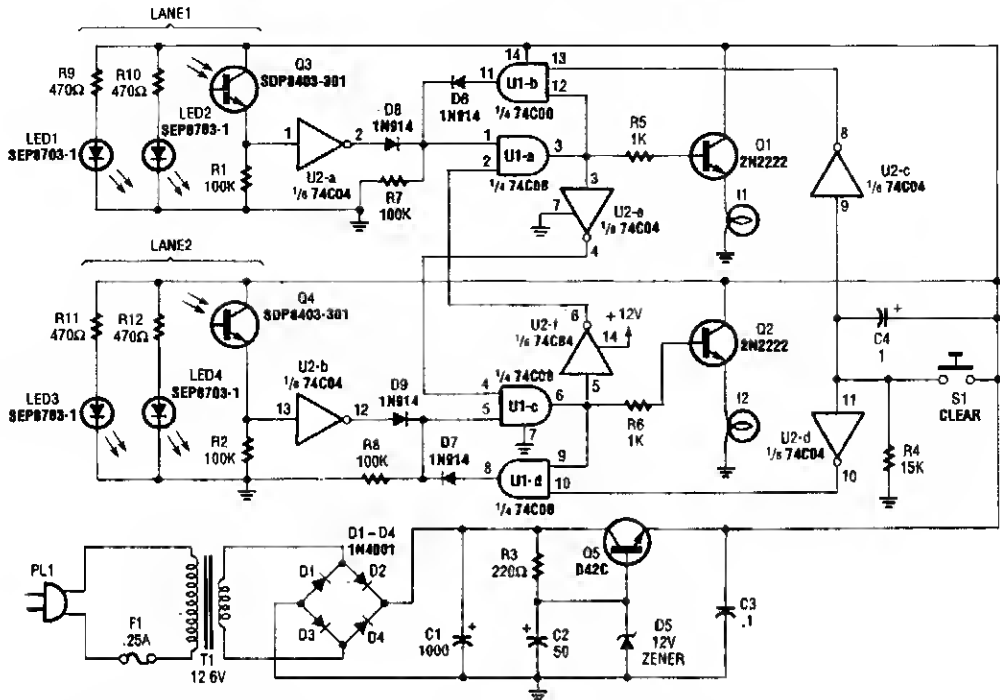 LANE1
R9
470Ω
R10
470Ω
LED1
SEP8703-1
LED2
SEP8703-1
Q3
SDP8403-301
R1
100K
1
2
U2-a
1/6 74C04
D8
1N914
R7
100K
D6
1N914
14
11
13
12
U1-b
1/4 74C08
1
2
3
U1-a
1/4 74C08
R5
1K
Q1
2N2222
I1
3
7
4
U2-e
1/6 74C04
8
9
U2-c
1/6 74C04
LANE2
R11
470Ω
R12
470Ω
LED3
SEP8703-1
LED4
SEP8703-1
Q4
SDP8403-301
R2
100K
U2-b
1/6 74C04
13
12
D9
1N914
R8
100K
D7
1N914
6
14
5
+12V
U2-f
1/6 74C04
1/4 74C08
4
5
6
7
U1-c
8
9
10
U1-d
1/4 74C08
R6
1K
Q2
2N2222
I2
C4
1
+
S1
CLEAR
11
10
U2-d
1/6 74C04
R4
15K
PL1
F1
.25A
T1
12.6V
D1-D4
1N4001
D1
D2
D3
D4
C1
1000
+
R3
220Ω
C2
50
+
Q5
D42C
D5
12V
ZENER
C3
.1